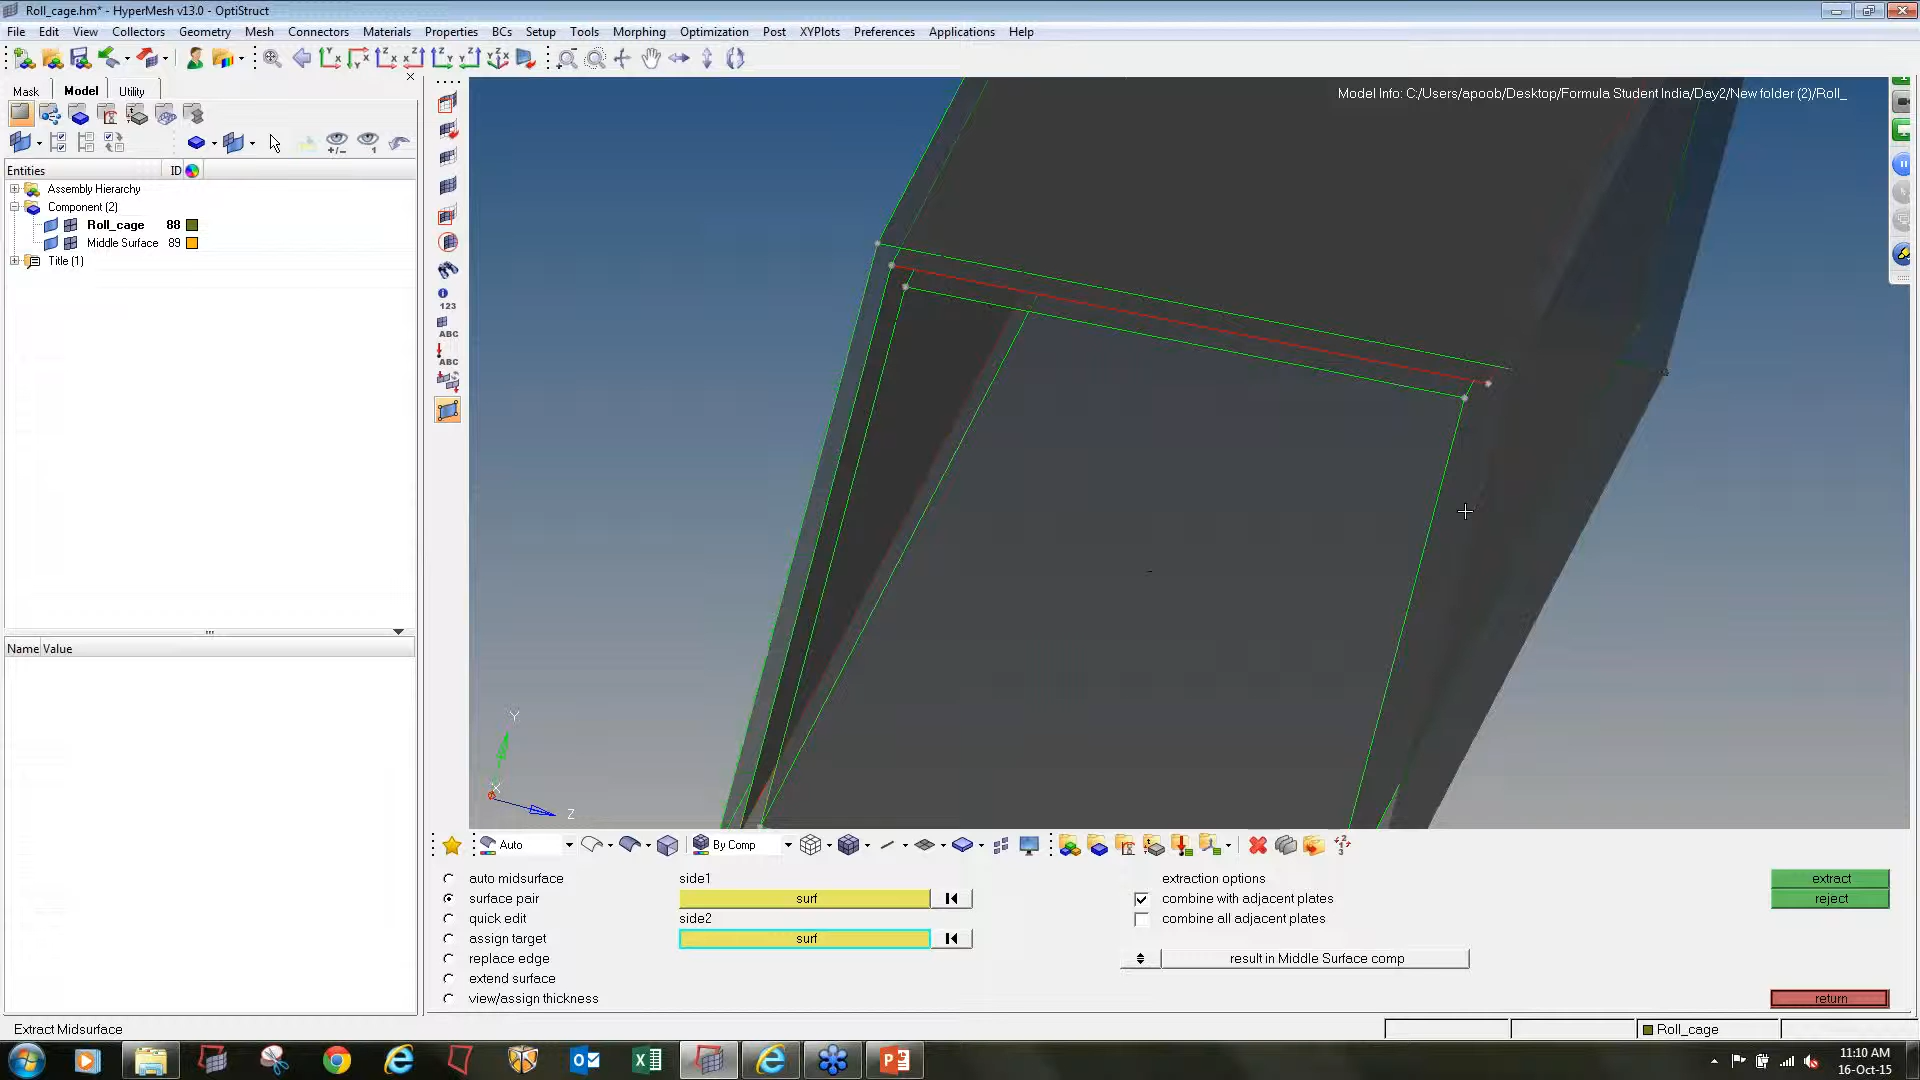 Roll_cage.hm* - HyperMesh v13.0 - OptiStruct
File Edit View Collectors Geometry Mesh Connectors Materials Properties BCs Setup Tools Morphing Optimization Post XYPlots Preferences Applications Help
Mask Model Utility
Model Info: C:/Users/apoob/Desktop/Formula Student India/Day2/New folder (2)/Roll_
Entities ID
Assembly Hierarchy
Component (2)
Roll_cage 88
Middle Surface 89
Title (1)
123
ABC
ABC
Name Value
Y
X
Z
Auto
By Comp
auto midsurface
surface pair
quick edit
assign target
replace edge
extend surface
view/assign thickness
side1
surf
side2
surf
extraction options
combine with adjacent plates
combine all adjacent plates
result in Middle Surface comp
extract
reject
return
Extract Midsurface
Roll_cage
11:10 AM
16-Oct-15